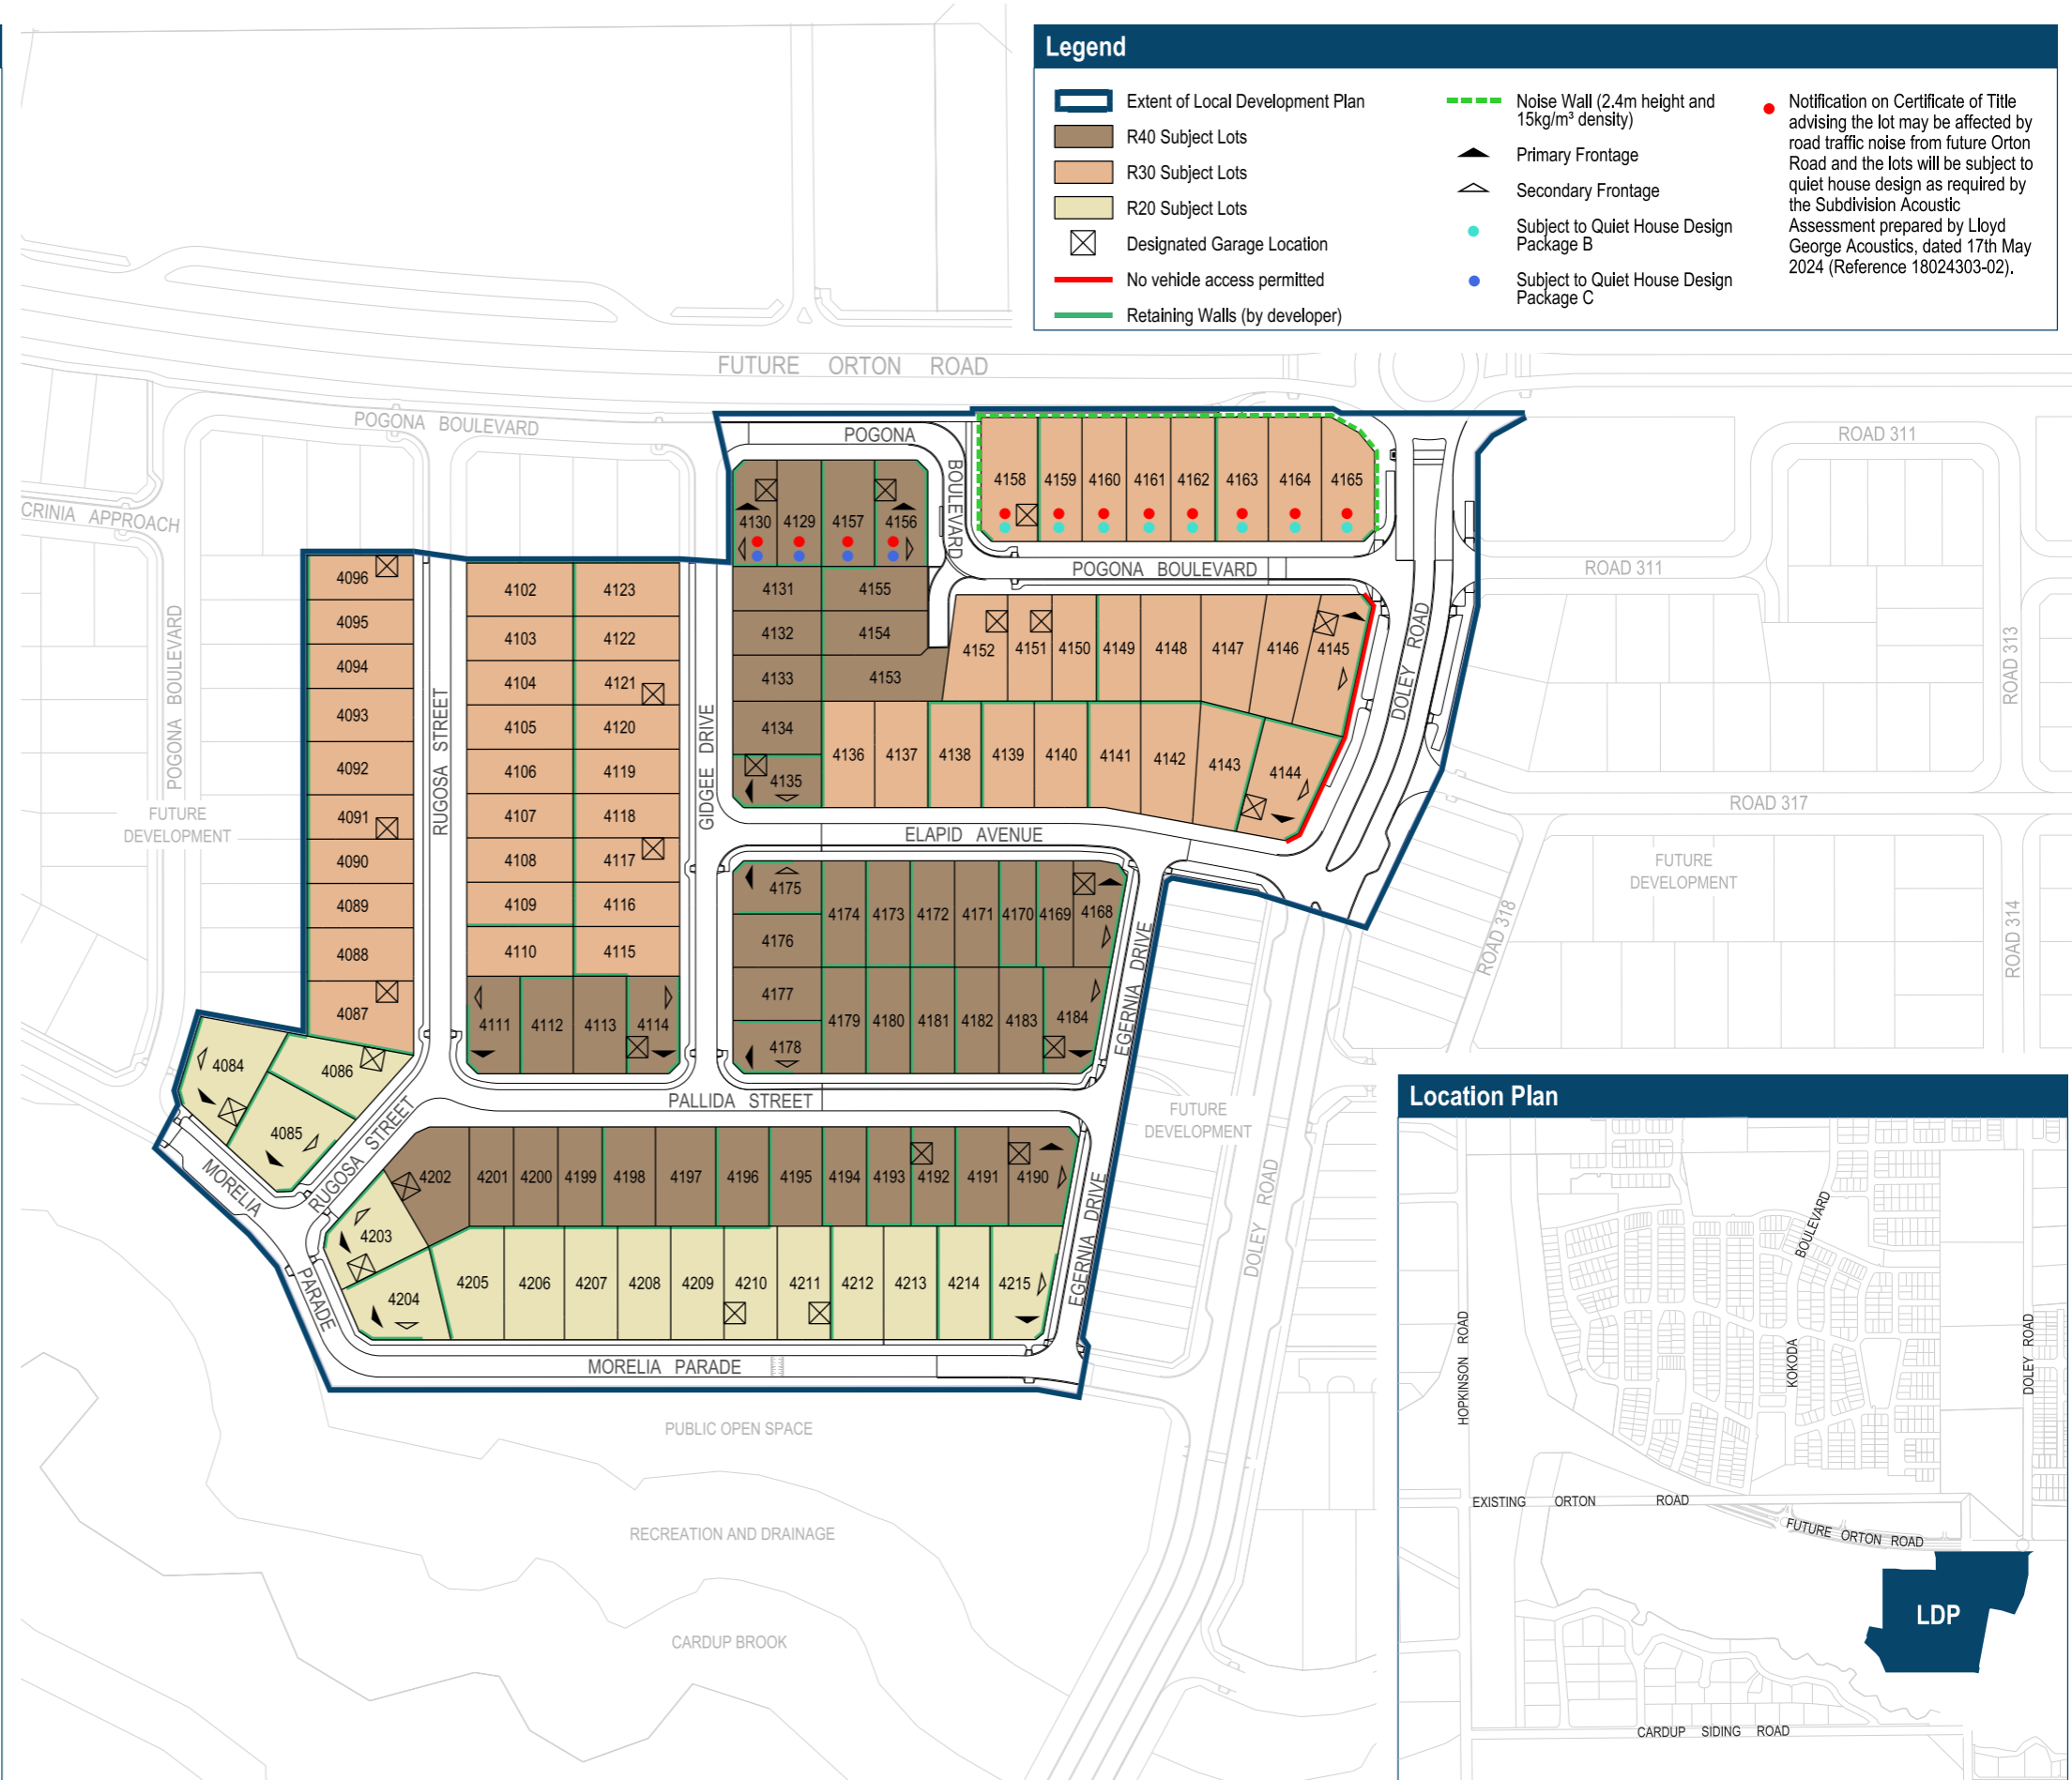 Legend
Extent of Local Development Plan
R40 Subject Lots
R30 Subject Lots
R20 Subject Lots
Designated Garage Location
No vehicle access permitted
Retaining Walls (by developer)
Noise Wall (2.4m height and
15kg/m³ density)
Primary Frontage
Secondary Frontage
Subject to Quiet House Design
Package B
Subject to Quiet House Design
Package C
Notification on Certificate of Title
advising the lot may be affected by
road traffic noise from future Orton
Road and the lots will be subject to
quiet house design as required by
the Subdivision Acoustic
Assessment prepared by Lloyd
George Acoustics, dated 17th May
2024 (Reference 18024303-02).
FUTURE ORTON ROAD
POGONA BOULEVARD
POGONA
BOULEVARD
ROAD 311
CRINIA APPROACH
4158 4159 4160 4161 4162 4163 4164 4165
4130 4129 4157 4156
POGONA BOULEVARD
ROAD 311
4096
4095
4094
4093
4092
4091
4090
4089
4088
4087
POGONA BOULEVARD
FUTURE
DEVELOPMENT
RUGOSA STREET
4102 4123
4103 4122
4104 4121
4105 4120
4106 4119
4107 4118
4108 4117
4109 4116
4110 4115
4111 4112 4113 4114
GIDGEE DRIVE
4131 4155
4132 4154
4133 4153
4134
4135
4152 4151 4150 4149 4148 4147 4146 4145
4136 4137 4138 4139 4140 4141 4142 4143 4144
DOLEY ROAD
ROAD 313
ROAD 317
ELAPID AVENUE
FUTURE
DEVELOPMENT
ROAD 318
ROAD 314
4175
4176
4177
4178
4174 4173 4172 4171 4170 4169 4168
4179 4180 4181 4182 4183 4184
EGERNIA DRIVE
PALLIDA STREET
FUTURE
DEVELOPMENT
4084
4086
4085
RUGOSA STREET
MORELIA
PARADE
4202 4201 4200 4199 4198 4197 4196 4195 4194 4193 4192 4191 4190
4203
4204
4205 4206 4207 4208 4209 4210 4211 4212 4213 4214 4215
EGERNIA DRIVE
DOLEY ROAD
MORELIA PARADE
PUBLIC OPEN SPACE
RECREATION AND DRAINAGE
CARDUP BROOK
Location Plan
BOULEVARD
KOKODA
HOPKINSON ROAD
DOLEY ROAD
EXISTING ORTON ROAD
FUTURE ORTON ROAD
LDP
CARDUP SIDING ROAD